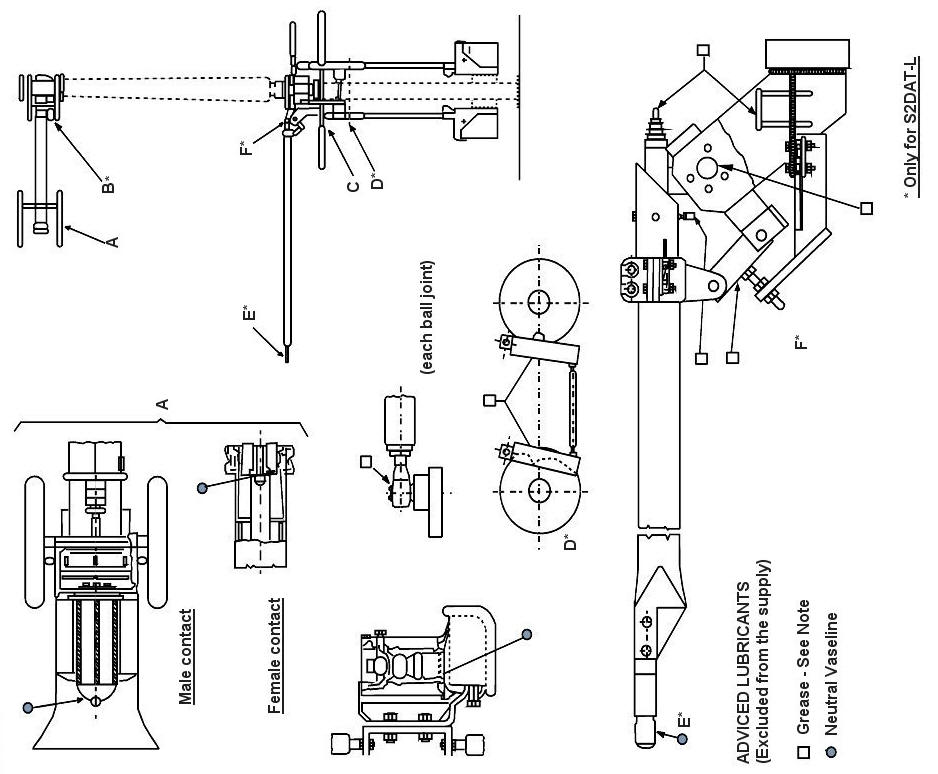 A
B*
C
D*
E*
F*
* Only for S2DAT-L
A
Male contact
Female contact
(each ball joint)
D*
F*
E*
ADVICED LUBRICANTS
(Excluded from the supply)
Grease - See Note
Neutral Vaseline